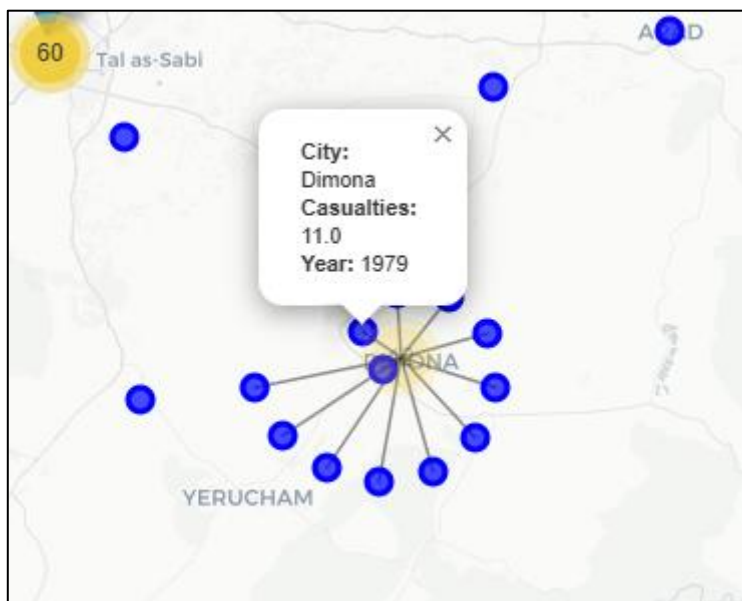 60
Tal as-Sabi
City:
Dimona
Casualties:
11.0
Year: 1979
YERUCHAM